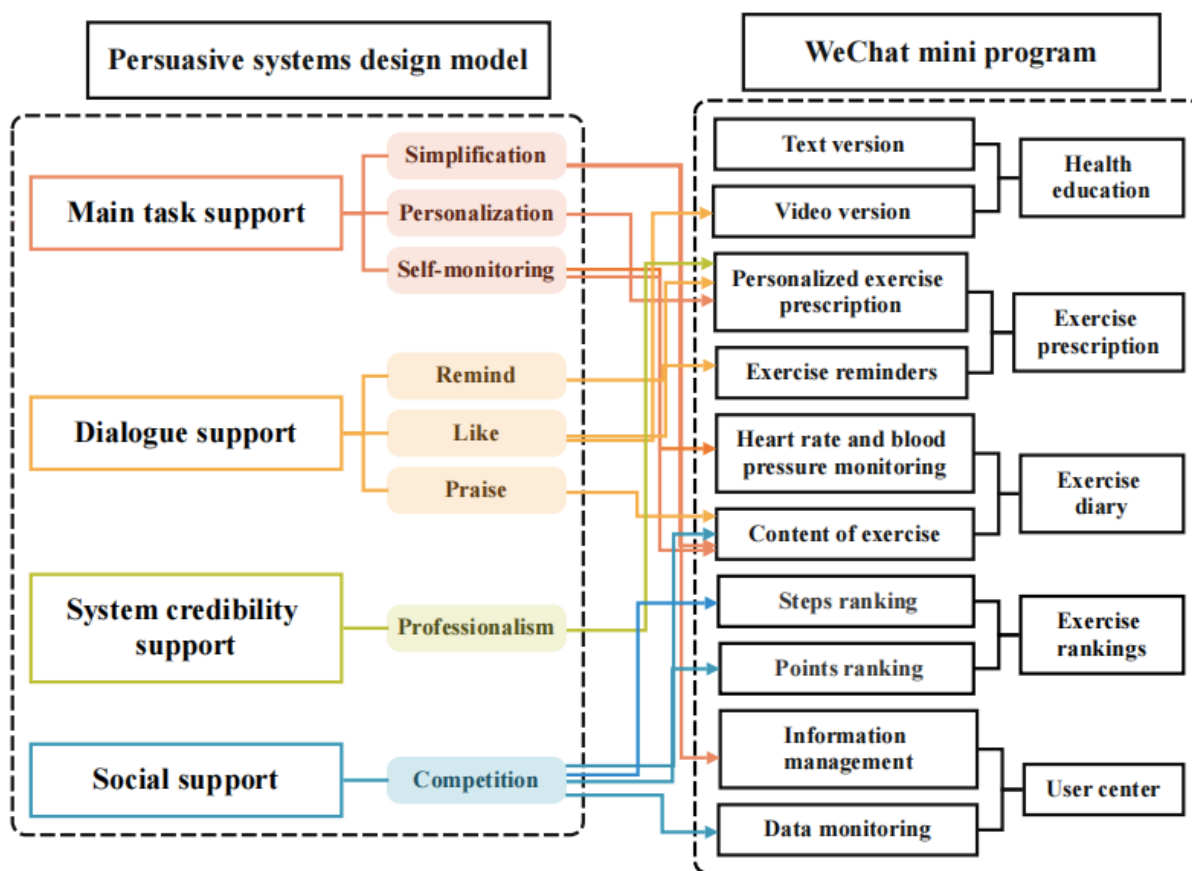 Persuasive systems design model
WeChat mini program
Main task support
Simplification
Personalization
Self-monitoring
Dialogue support
Remind
Like
Praise
System credibility
support
Professionalism
Social support
Competition
Text version
Video version
Health
education
Personalized exercise
prescription
Exercise reminders
Exercise
prescription
Heart rate and blood
pressure monitoring
Content of exercise
Exercise
diary
Steps ranking
Points ranking
Exercise
rankings
Information
management
Data monitoring
User center